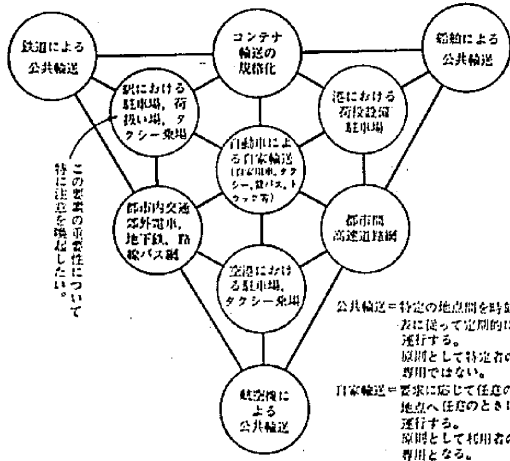 鉄道による
公共輸送
コンテナ
輸送の
規格化
船舶による
公共輸送
駅における
駐車場，荷
扱い場，タ
クシー乗場
港における
荷役設備
駐車場
自動車によ
る自家輸送
(自家用車，タク
シー，貸バス，ト
ラック等)
この要素の重要性について
特に注意を喚起したい。
都市内交通
郊外電車，
地下鉄，路
線バス網
都市間
高速道路網
空港におけ
る駐車場，
タクシー乗場
航空機に
よる
公共輸送
公共輸送＝特定の地点間を時刻
表に従って定期的に
運行する。
原則として特定者の
専用ではない。
自家輸送＝要求に応じて任意の
地点へ任意のときに
運行する。
原則として利用者の
専用となる。